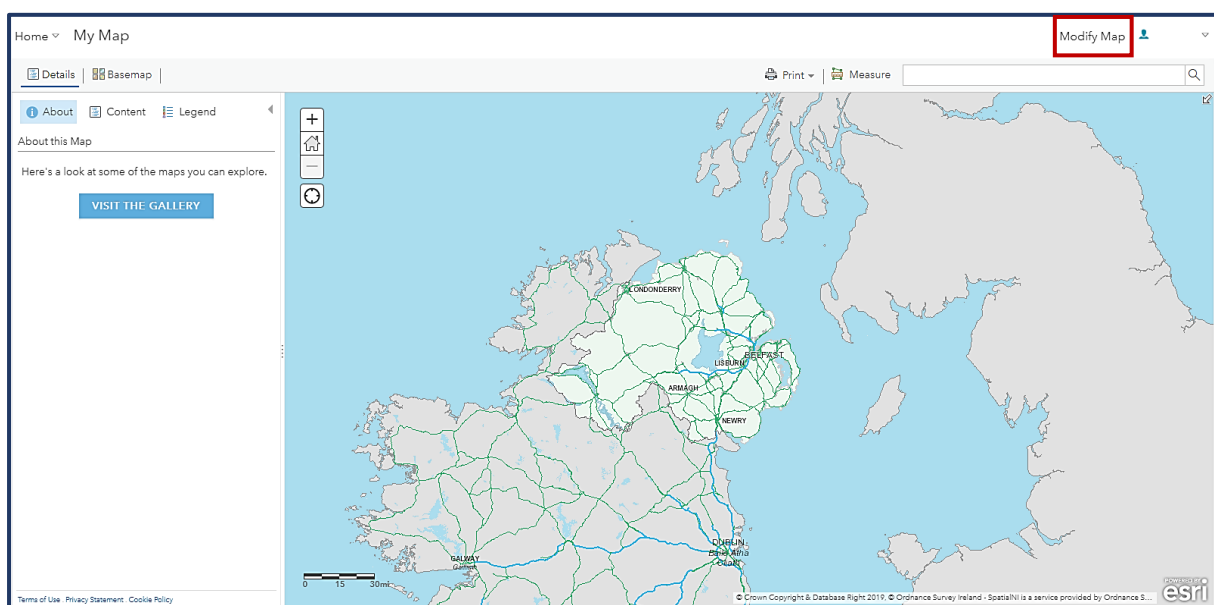 Home My Map Modify Map
Details Basemap Print Measure
About Content Legend
About this Map
Here's a look at some of the maps you can explore.
VISIT THE GALLERY
LONDONDERRY
BELFAST
LISBURN
ARMAGH
NEWRY
DUBLIN
Baile Átha
Cliath
GALWAY
Gaillimh
0 15 30mi
Terms of Use Privacy Statement Cookie Policy
© Crown Copyright & Database Right 2019, © Ordnance Survey Ireland - SpatialNI is a service provided by Ordnance S...
POWERED BY
esri